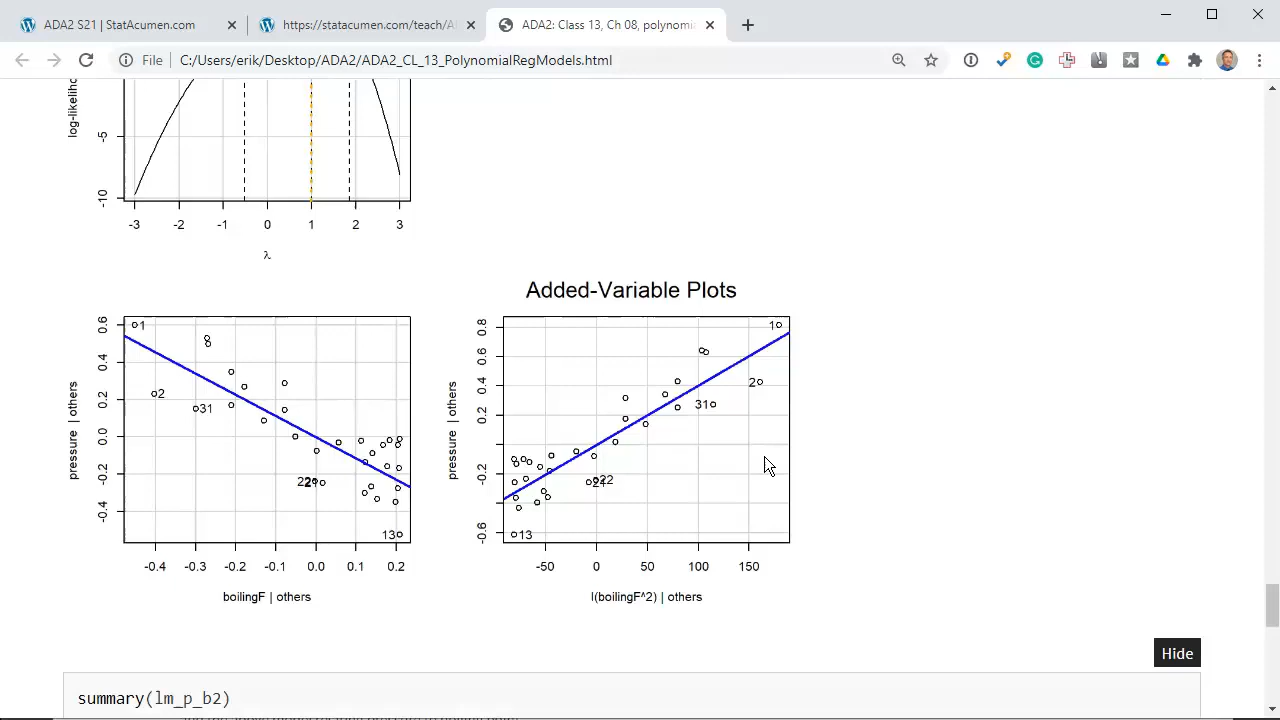 ADA2 S21 | StatAcumen.com
https://statacumen.com/teach/A
ADA2: Class 13, Ch 08, polynomia
File
C:/Users/erik/Desktop/ADA2/ADA2_CL_13_PolynomialRegModels.html
log-likeliho
-5
-10
-3 -2 -1 0 1 2 3
λ
Added-Variable Plots
pressure | others
0.6
0.4
0.2
0.0
-0.2
-0.4
1
2
31
22
21
13
-0.4 -0.3 -0.2 -0.1 0.0 0.1 0.2
boilingF | others
pressure | others
0.8
0.6
0.4
0.2
-0.2
-0.6
1
2
31
22
21
13
-50 0 50 100 150
I(boilingF^2) | others
Hide
summary(lm_p_b2)